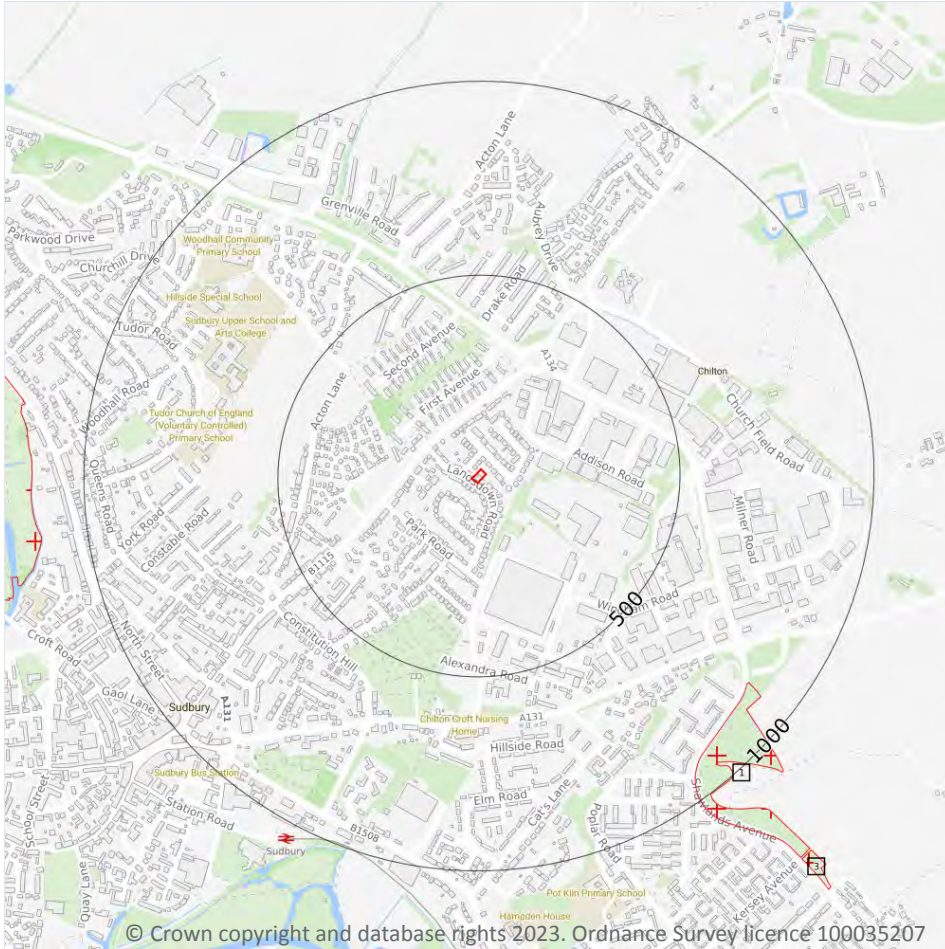 Acton Lane
Grenville Road
Aubrey Drive
Parkwood Drive
Churchill Drive
Woodhall Community
Primary School
Hillside Special School
Sudbury Upper School and
Arts College
Tudor Road
Drake Road
Second Avenue
First Avenue
A134
Chilton
Church Field Road
Woodhall Road
Acton Lane
Tudor Church of England
(Voluntary Controlled)
Primary School
Queens Road
York Road
Constable Road
Lansdown Road
Addison Road
Milner Road
Park Road
B1115
500
Croft Road
North Street
Constitution Hill
Alexandra Road
Gaol Lane
Sudbury
A131
Chilton Croft Nursing
Home
A131
Hillside Road
1000
1
Sudbury Bus Station
School Street
Station Road
Elm Road
Cat's Lane
Shawlands Avenue
B1508
Sudbury
3
Kersey Avenue
Pot Kiln Primary School
Hampden House
© Crown copyright and database rights 2023. Ordnance Survey licence 100035207